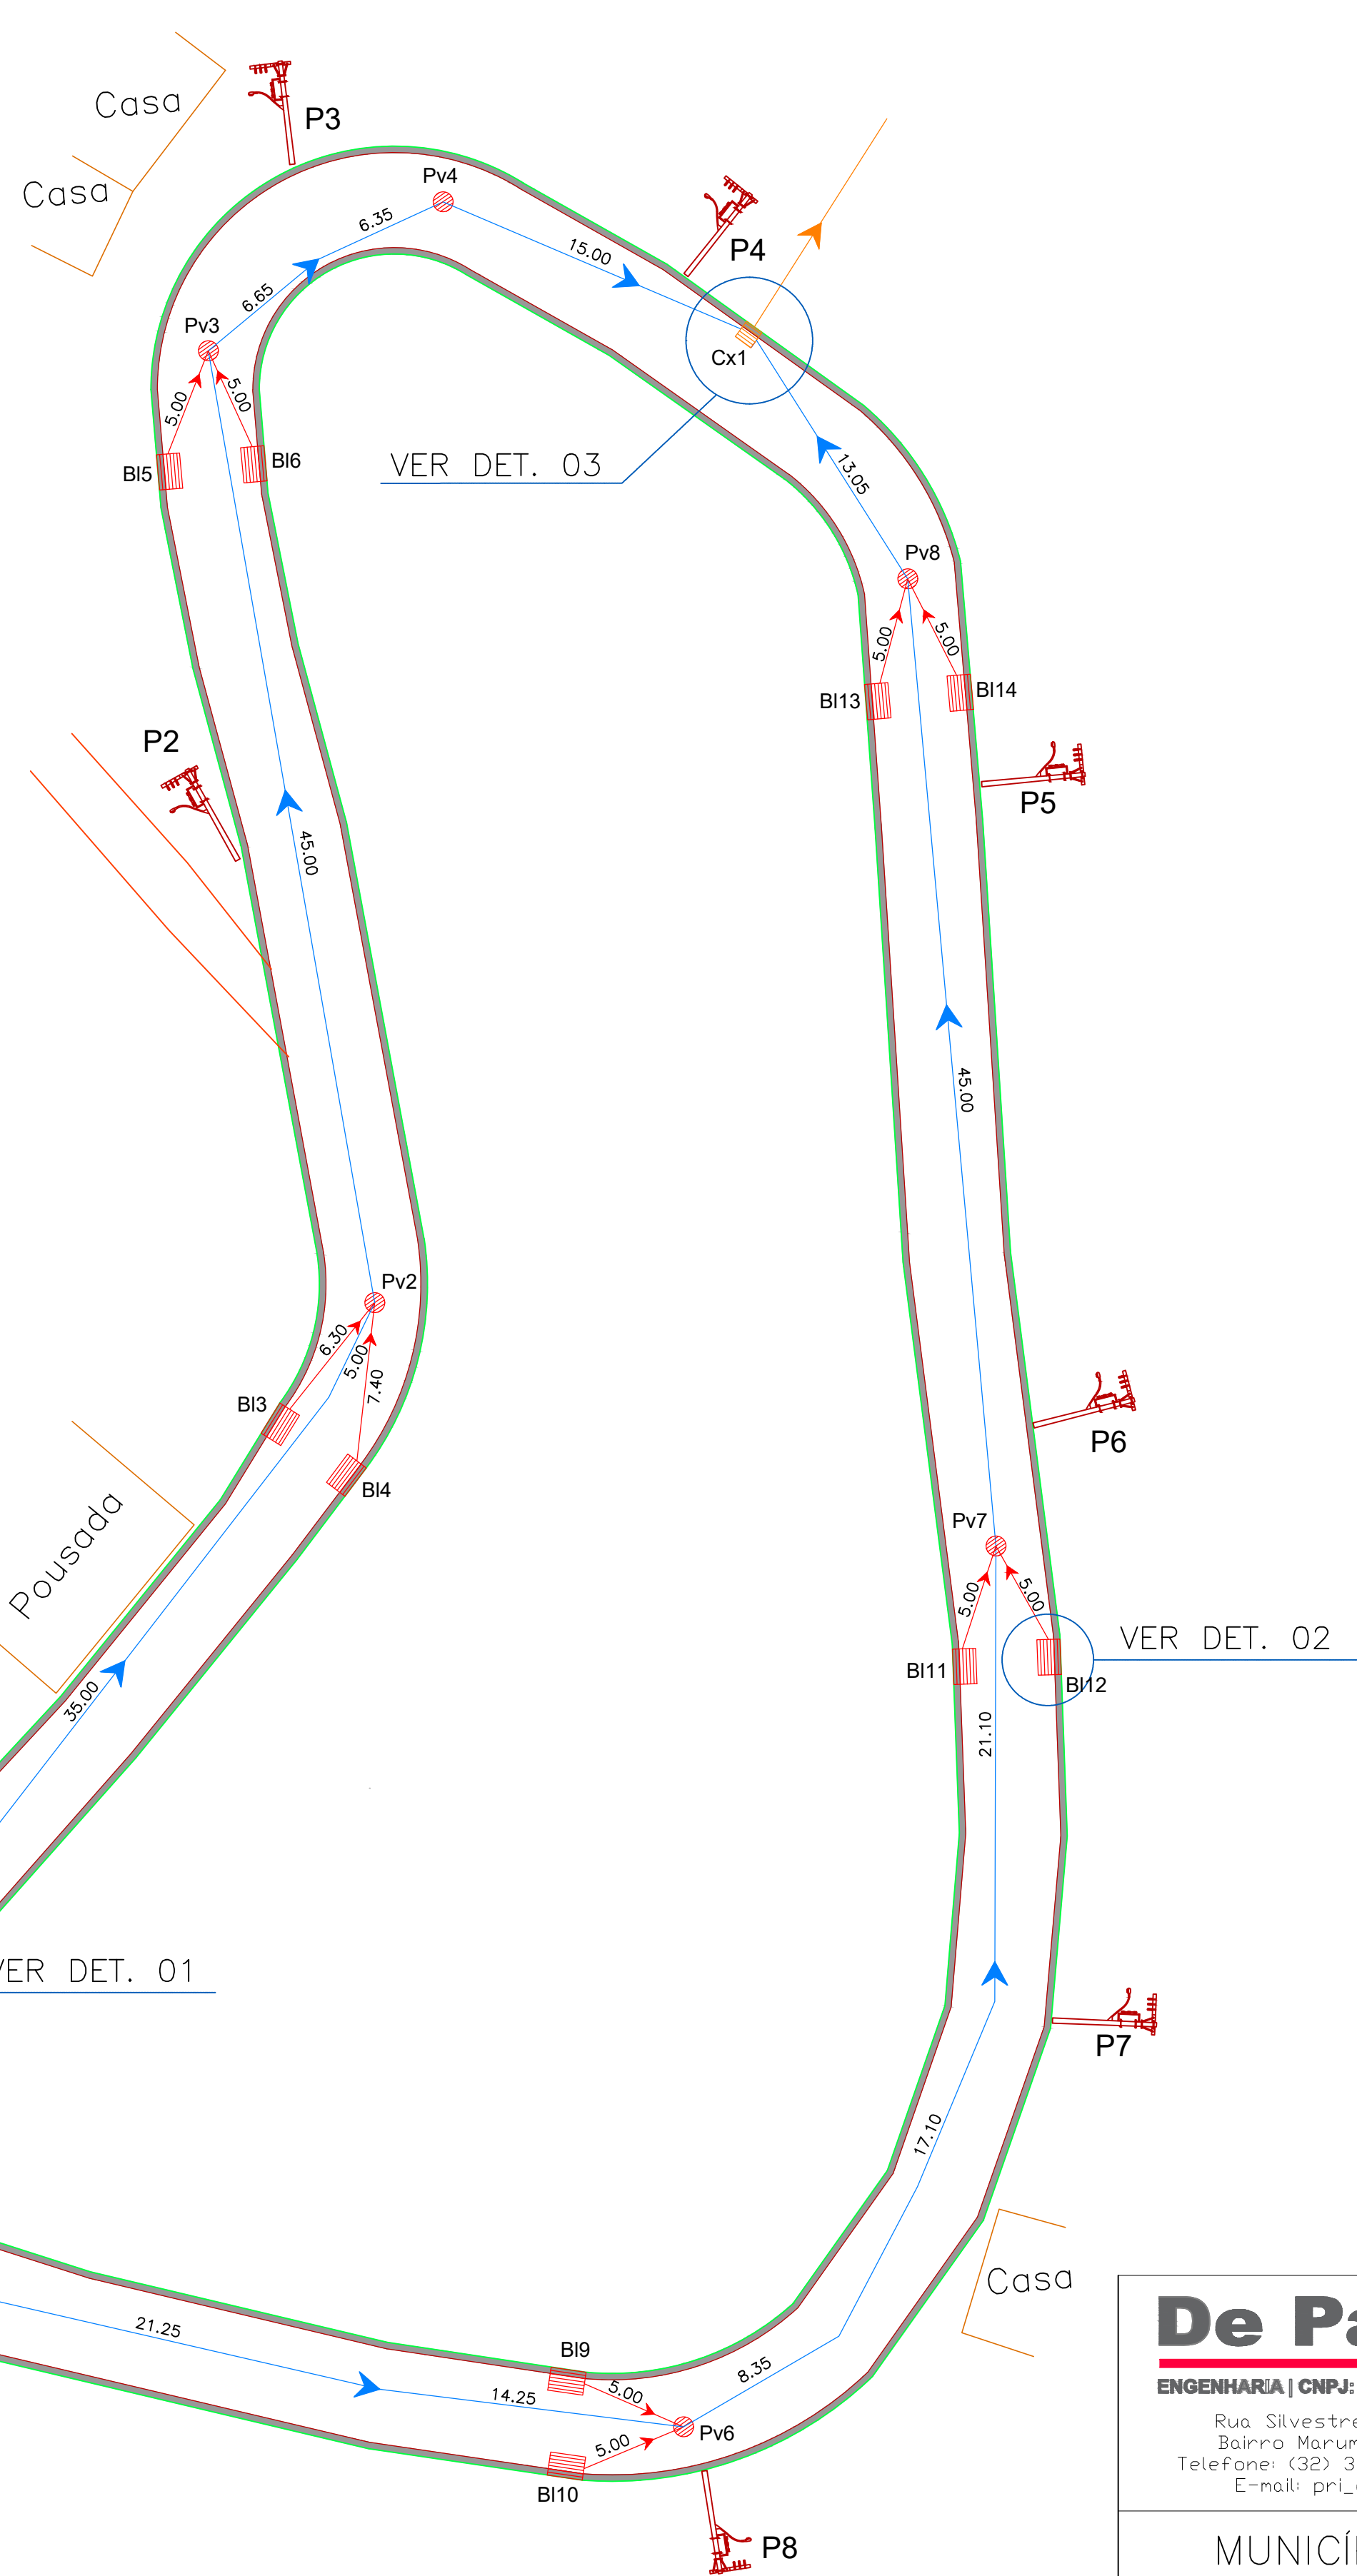 Casa
P3
Casa
Pv4
6.35
P4
15.00
6.65
Pv3
Cx1
5.00
5.00
Bl5
Bl6
VER DET. 03
13.05
Pv8
5.00
5.00
Bl13
Bl14
P2
P5
45.00
45.00
Pv2
6.30
5.00
7.40
Bl3
Bl4
P6
Pousada
Pv7
5.00
5.00
VER DET. 02
Bl11
Bl12
35.00
21.10
VER DET. 01
P7
17.10
Casa
21.25
Bl9
5.00
14.25
8.35
Pv6
5.00
Bl10
P8
De Pa
ENGENHARIA | CNPJ:
Rua Silvestre
Bairro Marum
Telefone: (32) 3
E-mail: pri_
MUNICÍ